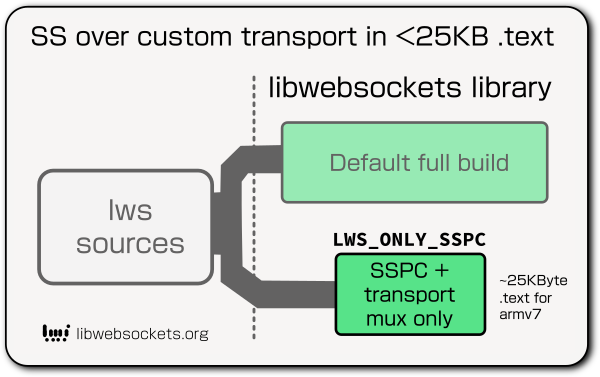 SS over custom transport in <25KB .text
libwebsockets library
Default full build
lws
sources
LWS_ONLY_SSPC
SSPC +
transport
mux only
~25KByte
.text for
armv7
libwebsockets.org